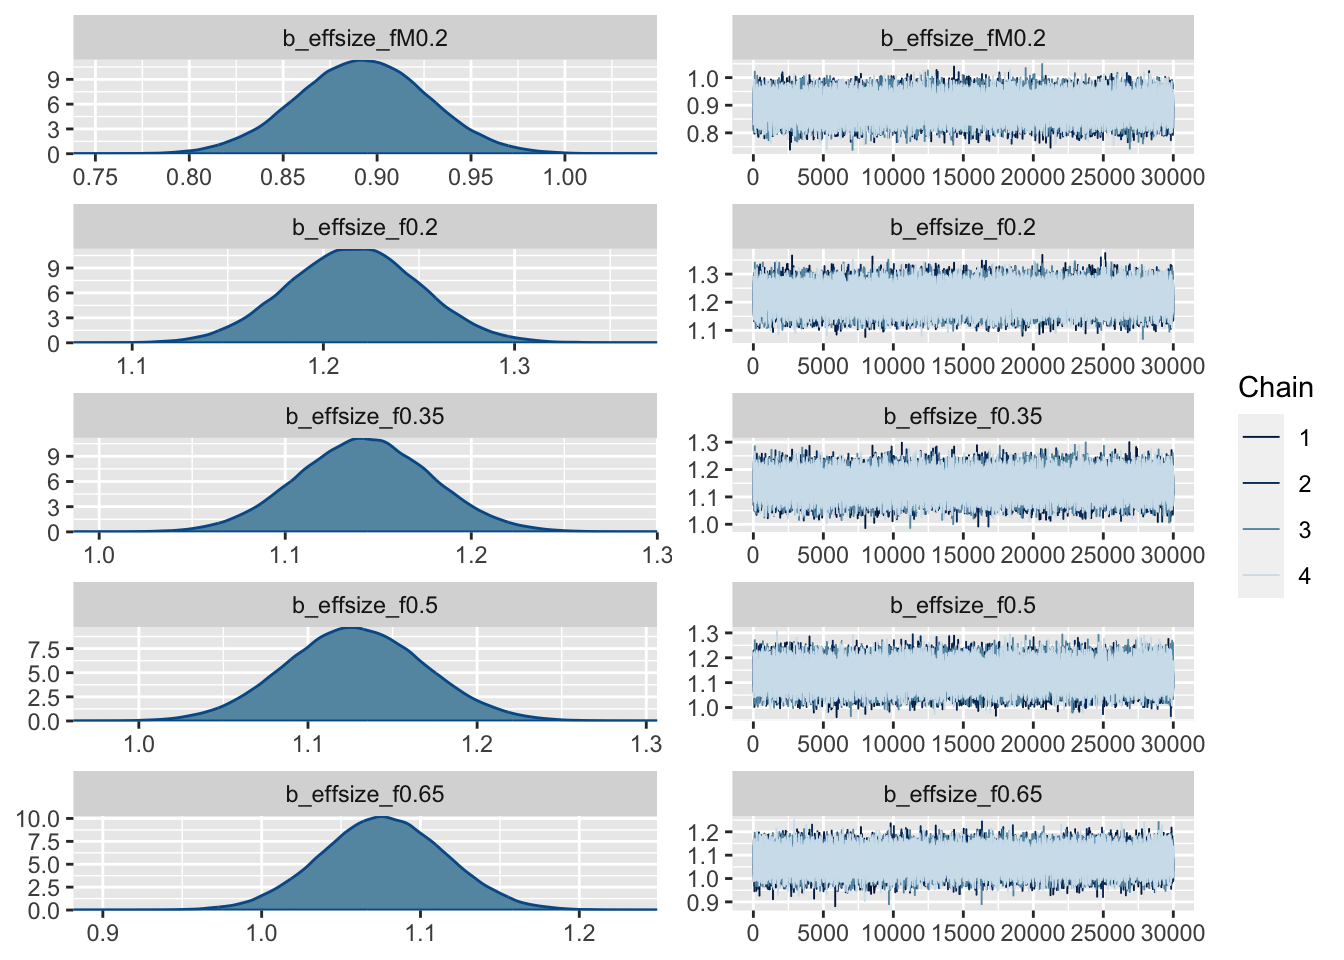 b_effsize_fM0.2
9
6
3
0
0.75 0.80 0.85 0.90 0.95 1.00
b_effsize_fM0.2
1.0
0.9
0.8
0 5000 10000 15000 20000 25000 30000
b_effsize_f0.2
9
6
3
0
1.1 1.2 1.3
b_effsize_f0.2
1.3
1.2
1.1
0 5000 10000 15000 20000 25000 30000
b_effsize_f0.35
9
6
3
0
1.0 1.1 1.2 1.3
b_effsize_f0.35
1.3
1.2
1.1
1.0
0 5000 10000 15000 20000 25000 30000
b_effsize_f0.5
7.5
5.0
2.5
0.0
1.0 1.1 1.2 1.3
b_effsize_f0.5
1.3
1.2
1.1
1.0
0 5000 10000 15000 20000 25000 30000
b_effsize_f0.65
10.0
7.5
5.0
2.5
0.0
0.9 1.0 1.1 1.2
b_effsize_f0.65
1.2
1.1
1.0
0.9
0 5000 10000 15000 20000 25000 30000
Chain
1
2
3
4